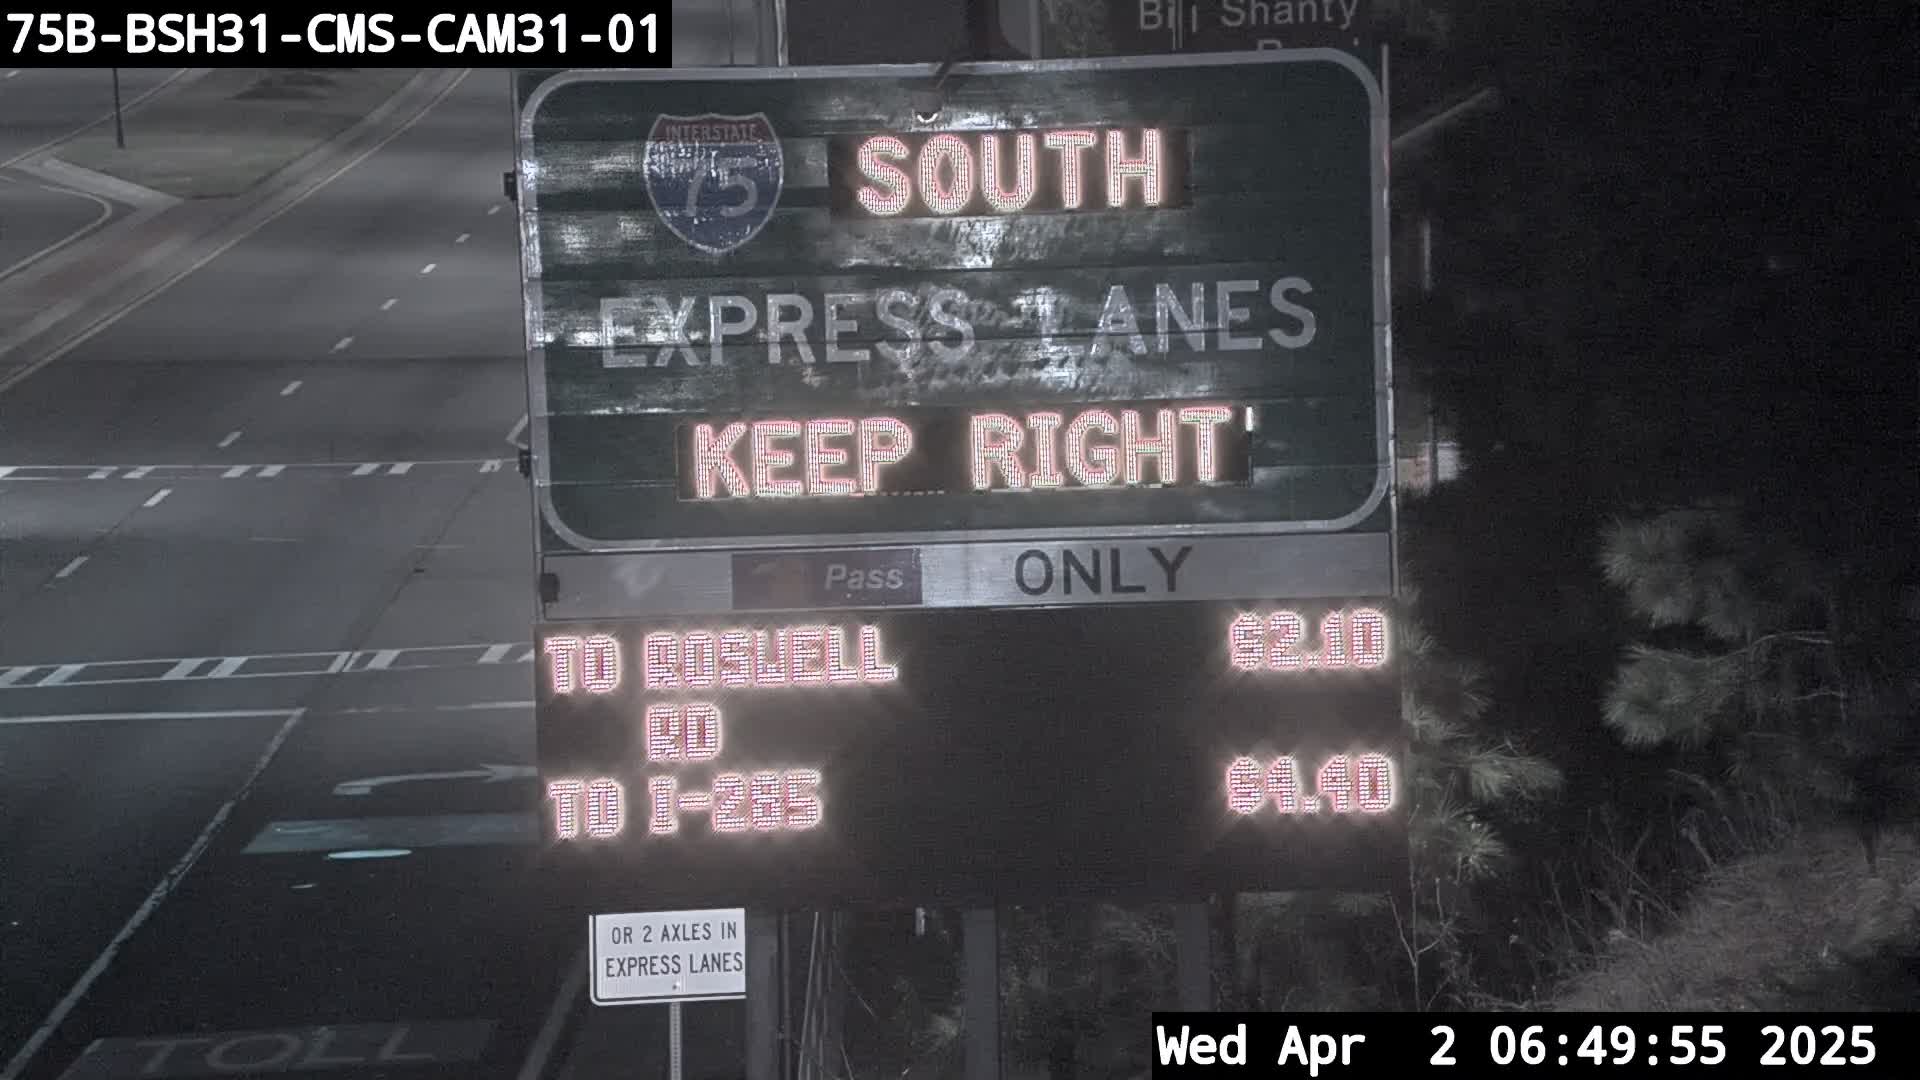 75B-BSH31-CMS-CAM31-01
Bill Shanty
INTERSTATE
75
SOUTH
EXPRESS LANES
KEEP RIGHT
Pass ONLY
TO ROSWELL $2.10
RD
TO I-285 $4.40
OR 2 AXLES IN
EXPRESS LANES
TOLL
Wed Apr 2 06:49:55 2025